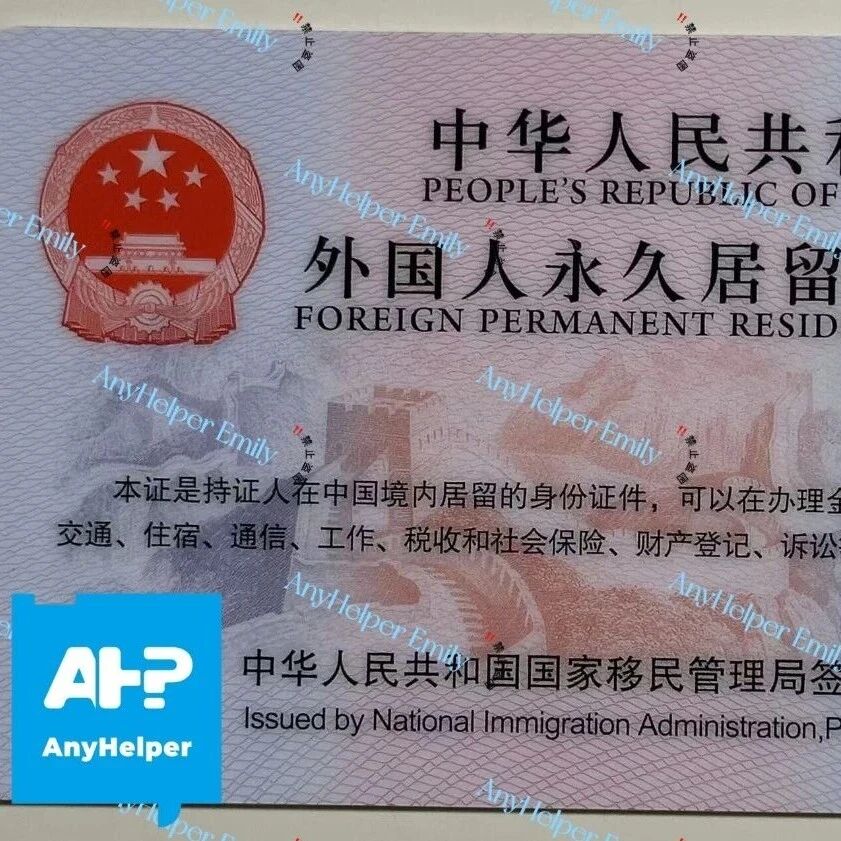 中华人民共和
PEOPLE'S REPUBLIC OF
外国人永久居留
FOREIGN PERMANENT RESID
本证是持证人在中国境内居留的身份证件，可以在办理金
交通、住宿、通信、工作、税收和社会保险、财产登记、诉讼
中华人民共和国国家移民管理局签
Issued by National Immigration Administration,P
AH?
AnyHelper
AnyHelper Emily
禁止盗图